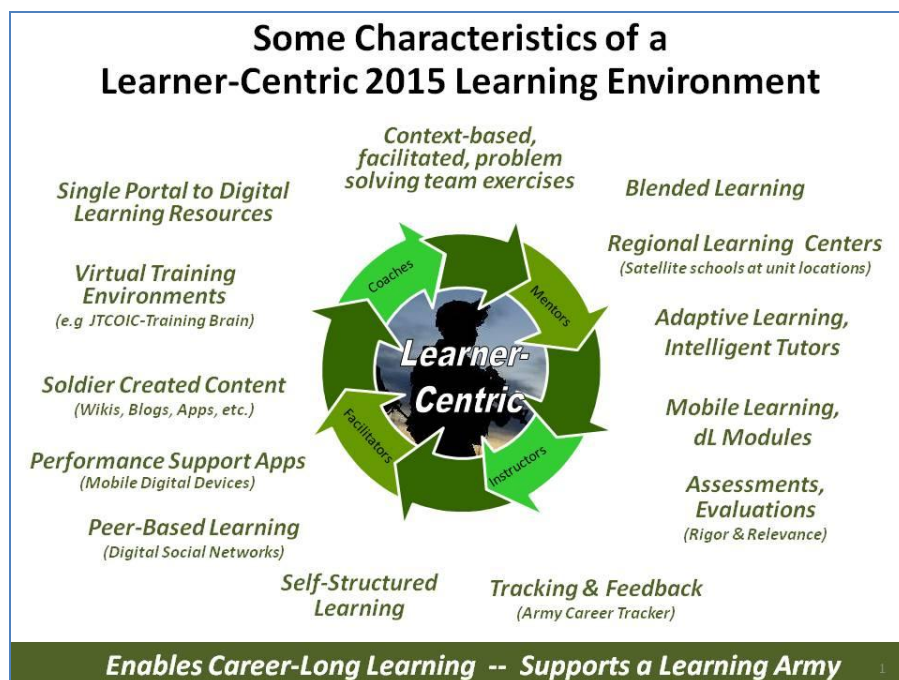 Some Characteristics of a
Learner-Centric 2015 Learning Environment
Context-based,
facilitated, problem
solving team exercises
Blended Learning
Regional Learning Centers
(Satellite schools at unit locations)
Adaptive Learning,
Intelligent Tutors
Mobile Learning,
dL Modules
Assessments,
Evaluations
(Rigor & Relevance)
Tracking & Feedback
(Army Career Tracker)
Self-Structured
Learning
Peer-Based Learning
(Digital Social Networks)
Performance Support Apps
(Mobile Digital Devices)
Soldier Created Content
(Wikis, Blogs, Apps, etc.)
Virtual Training
Environments
(e.g JTCOIC-Training Brain)
Single Portal to Digital
Learning Resources
Coaches
Mentors
Instructors
Facilitators
Learner-
Centric
Enables Career-Long Learning -- Supports a Learning Army
1